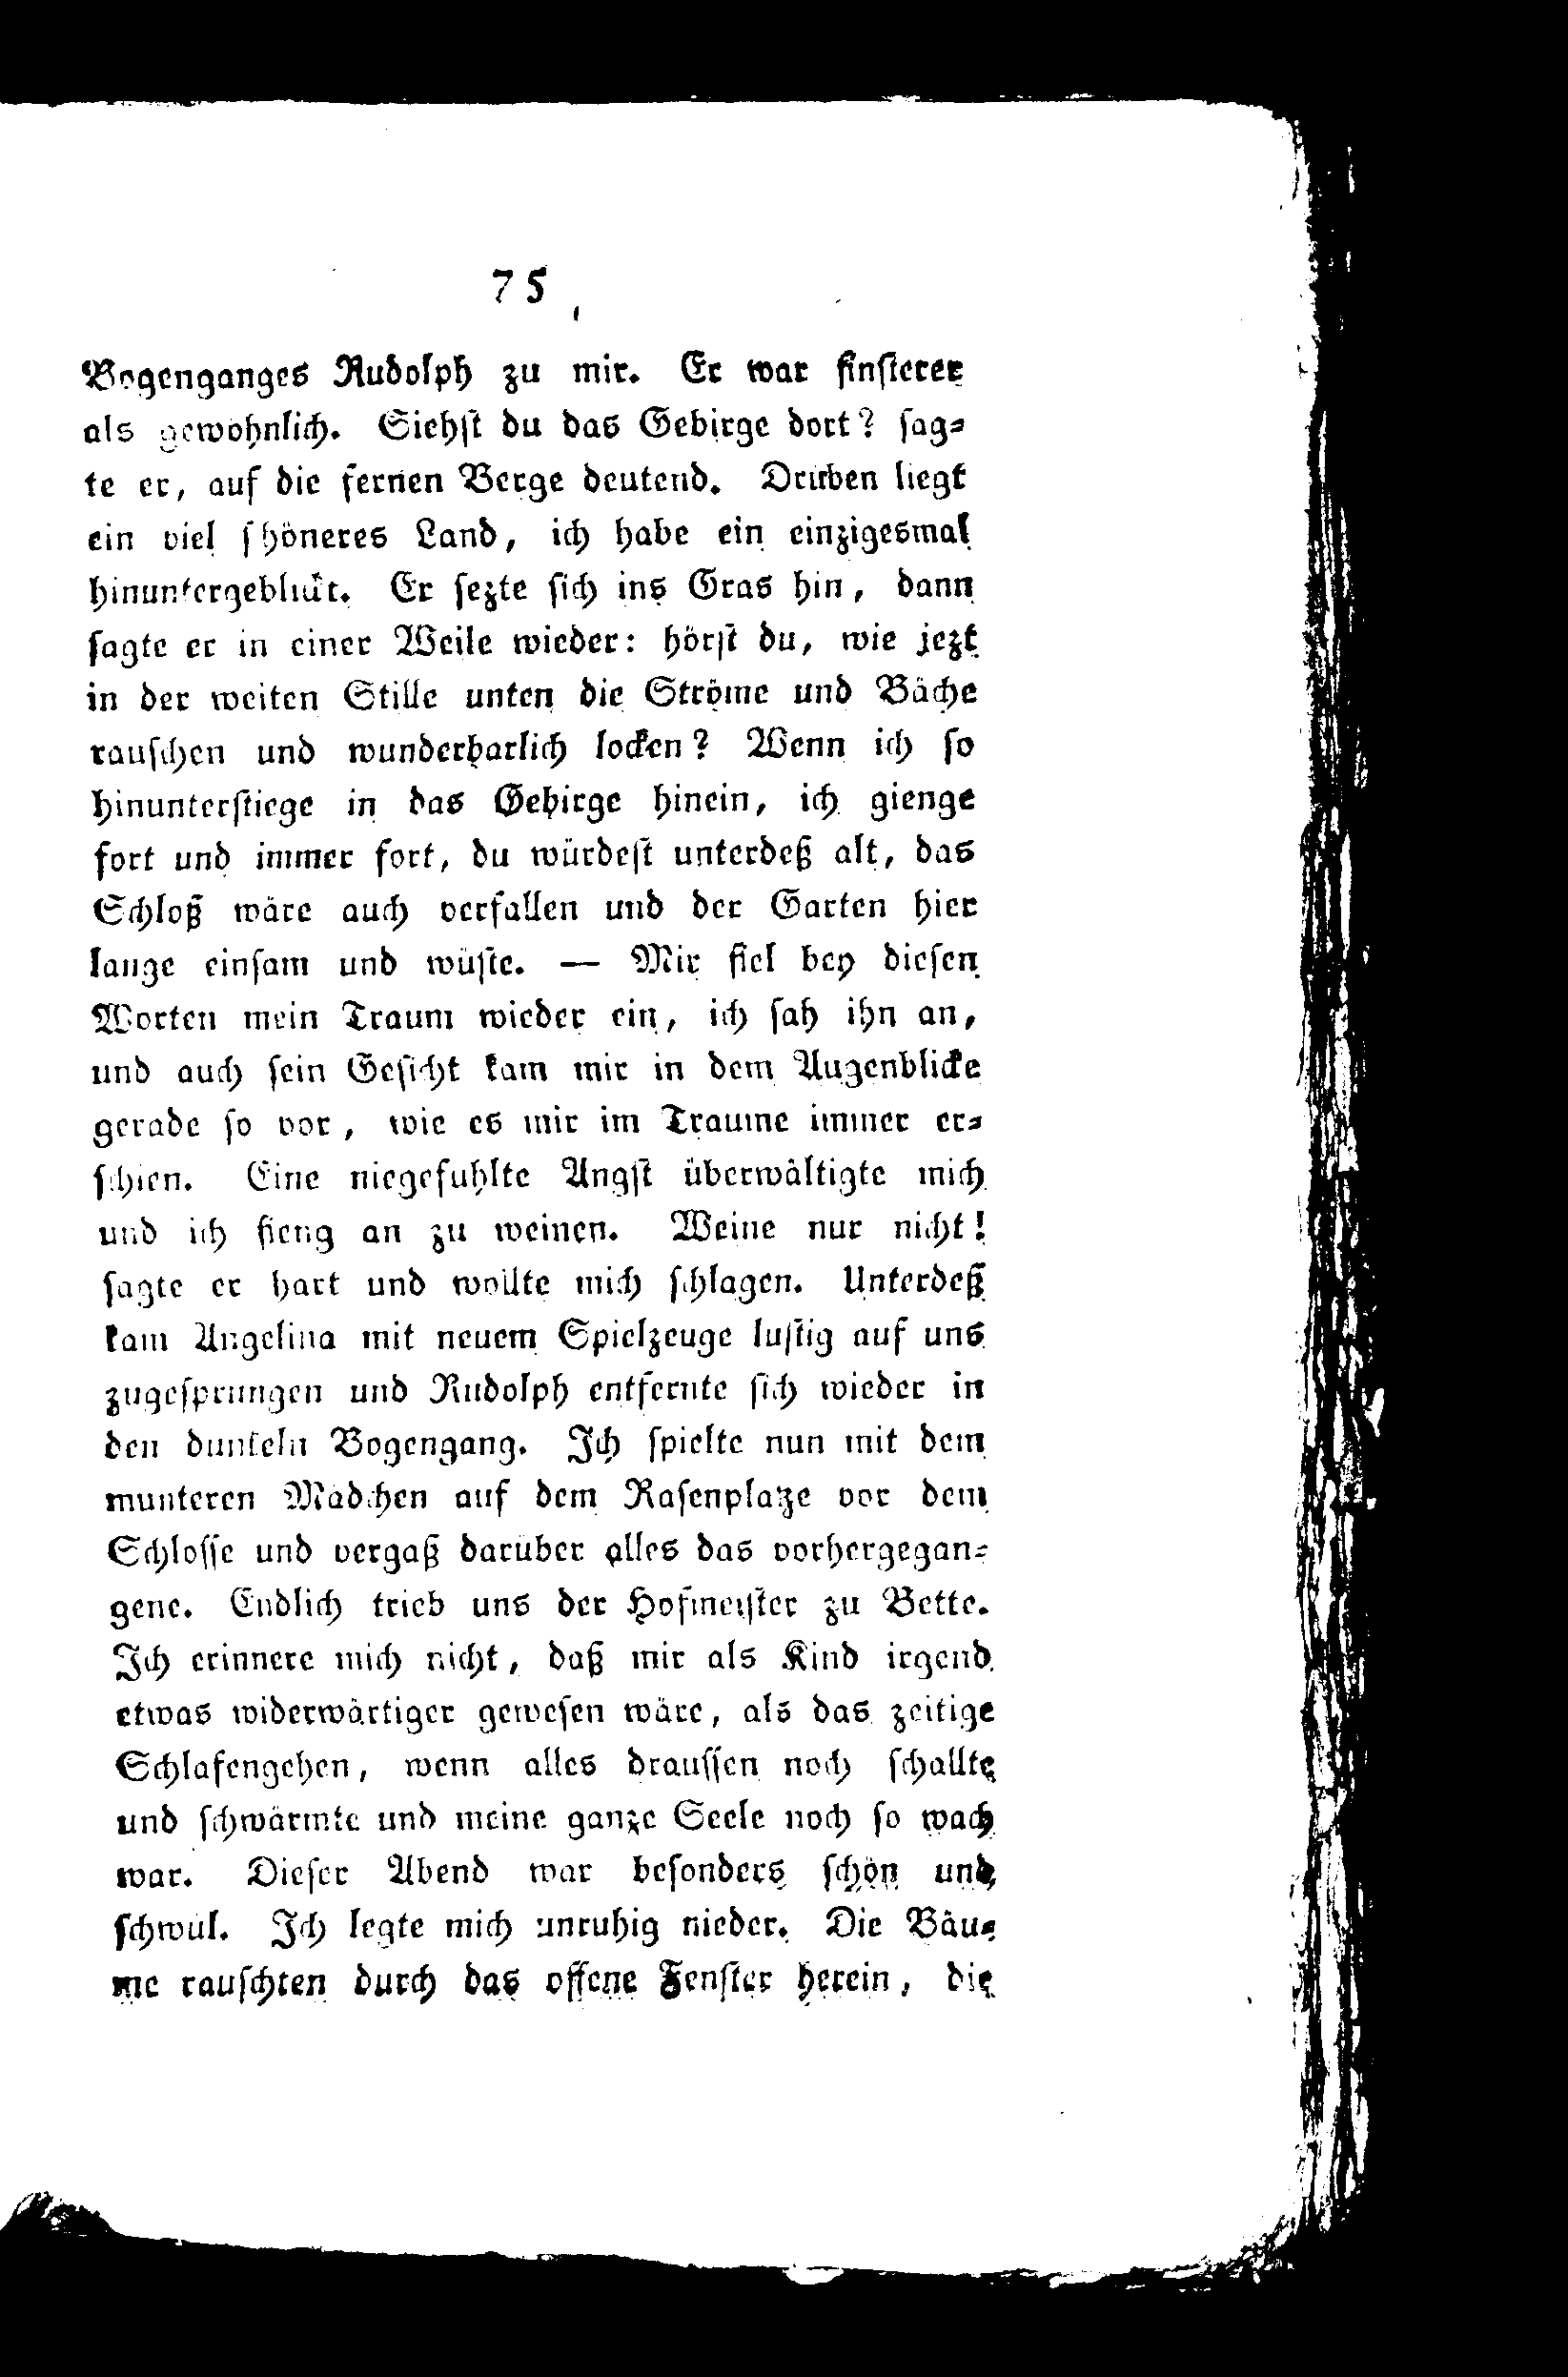 75
Bogenganges Rudolph zu mir. Er war finſterer
als gewöhnlich. Siehſt du das Gebirge dort? ſag⸗
te er, auf die fernen Berge deutend. Drüben liegt
ein viel ſchöneres Land, ich habe ein einzigesmal
hinuntergeblickt. Er ſezte ſich ins Gras hin, dann
ſagte er in einer Weile wieder: hörſt du, wie jezt
in der weiten Stille unten die Ströme und Bäche
rauſchen und wunderbarlich locken? Wenn ich ſo
hinunterſtiege in das Gebirge hinein, ich gienge
fort und immer fort, du würdeſt unterdeß alt, das
Schloß wäre auch verfallen und der Garten hier
lange einſam und wüſte. — Mir fiel bey dieſen
Worten mein Traum wieder ein, ich ſah ihn an,
und auch ſein Geſicht kam mir in dem Augenblicke
gerade ſo vor, wie es mir im Traume immer er⸗
ſchien. Eine niegefühlte Angſt überwältigte mich
und ich fieng an zu weinen. Weine nur nicht!
ſagte er hart und wollte mich ſchlagen. Unterdeß
kam Angelina mit neuem Spielzeuge luſtig auf uns
zugeſprungen und Rudolph entfernte ſich wieder in
den dunkeln Bogengang. Ich ſpielte nun mit dem
munteren Mädchen auf dem Raſenplatze vor dem
Schloſſe und vergaß darüber alles das vorhergegan⸗
gene. Endlich trieb uns der Hofmeiſter zu Bette.
Ich erinnere mich nicht, daß mir als Kind irgend
etwas widerwärtiger geweſen wäre, als das zeitige
Schlafengehen, wenn alles drauſſen noch ſchallte
und ſchwärmte und meine ganze Seele noch ſo wach
war. Dieſer Abend war beſonders ſchön und
ſchwül. Ich legte mich unruhig nieder. Die Bäu⸗
me rauſchten durch das offene Fenſter herein, die